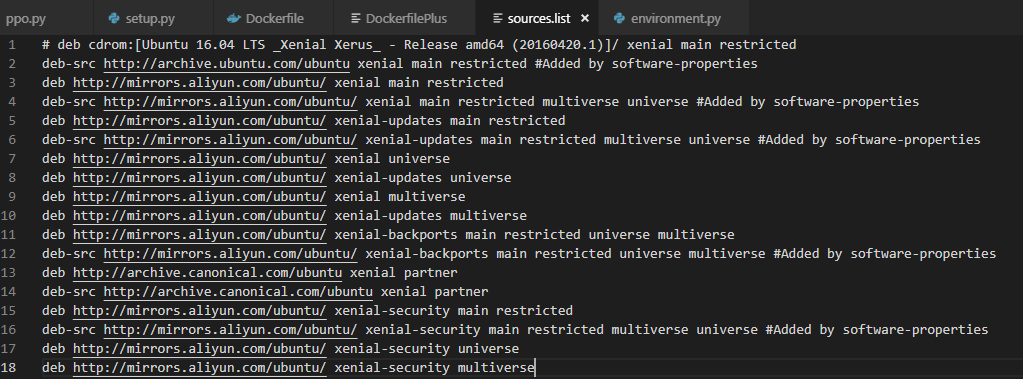 ppo.py setup.py Dockerfile DockerfilePlus sources.list × environment.py
1 # deb cdrom:[Ubuntu 16.04 LTS _Xenial Xerus_ - Release amd64 (20160420.1)]/ xenial main restricted
2 deb-src http://archive.ubuntu.com/ubuntu xenial main restricted #Added by software-properties
3 deb http://mirrors.aliyun.com/ubuntu/ xenial main restricted
4 deb-src http://mirrors.aliyun.com/ubuntu/ xenial main restricted multiverse universe #Added by software-properties
5 deb http://mirrors.aliyun.com/ubuntu/ xenial-updates main restricted
6 deb-src http://mirrors.aliyun.com/ubuntu/ xenial-updates main restricted multiverse universe #Added by software-properties
7 deb http://mirrors.aliyun.com/ubuntu/ xenial universe
8 deb http://mirrors.aliyun.com/ubuntu/ xenial-updates universe
9 deb http://mirrors.aliyun.com/ubuntu/ xenial multiverse
10 deb http://mirrors.aliyun.com/ubuntu/ xenial-updates multiverse
11 deb http://mirrors.aliyun.com/ubuntu/ xenial-backports main restricted universe multiverse
12 deb-src http://mirrors.aliyun.com/ubuntu/ xenial-backports main restricted universe multiverse #Added by software-properties
13 deb http://archive.canonical.com/ubuntu xenial partner
14 deb-src http://archive.canonical.com/ubuntu xenial partner
15 deb http://mirrors.aliyun.com/ubuntu/ xenial-security main restricted
16 deb-src http://mirrors.aliyun.com/ubuntu/ xenial-security main restricted multiverse universe #Added by software-properties
17 deb http://mirrors.aliyun.com/ubuntu/ xenial-security universe
18 deb http://mirrors.aliyun.com/ubuntu/ xenial-security multiverse